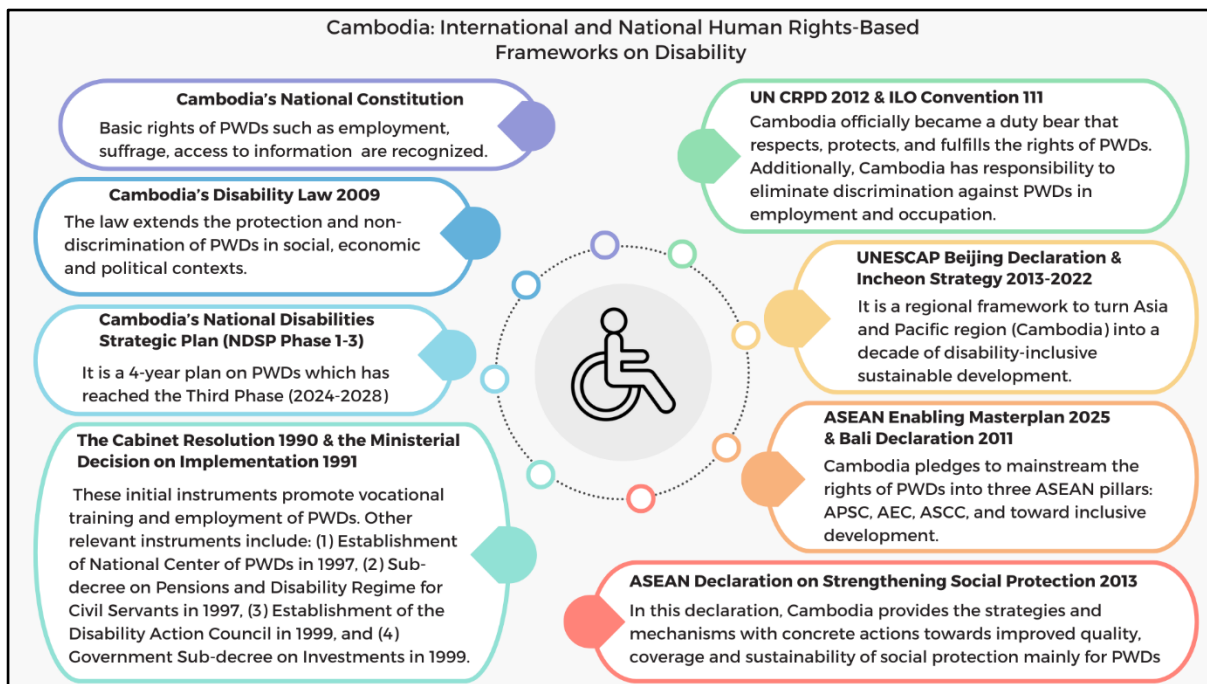 Cambodia: International and National Human Rights-Based
Frameworks on Disability
Cambodia's National Constitution
Basic rights of PWDs such as employment,
suffrage, access to information are recognized.
Cambodia's Disability Law 2009
The law extends the protection and non-
discrimination of PWDs in social, economic
and political contexts.
Cambodia's National Disabilities
Strategic Plan (NDSP Phase 1-3)
It is a 4-year plan on PWDs which has
reached the Third Phase (2024-2028)
The Cabinet Resolution 1990 & the Ministerial
Decision on Implementation 1991
These initial instruments promote vocational
training and employment of PWDs. Other
relevant instruments include: (1) Establishment
of National Center of PWDs in 1997, (2) Sub-
decree on Pensions and Disability Regime for
Civil Servants in 1997, (3) Establishment of the
Disability Action Council in 1999, and (4)
Government Sub-decree on Investments in 1999.
UN CRPD 2012 & ILO Convention 111
Cambodia officially became a duty bear that
respects, protects, and fulfills the rights of PWDs.
Additionally, Cambodia has responsibility to
eliminate discrimination against PWDs in
employment and occupation.
UNESCAP Beijing Declaration &
Incheon Strategy 2013-2022
It is a regional framework to turn Asia
and Pacific region (Cambodia) into a
decade of disability-inclusive
sustainable development.
ASEAN Enabling Masterplan 2025
& Bali Declaration 2011
Cambodia pledges to mainstream the
rights of PWDs into three ASEAN pillars:
APSC, AEC, ASCC, and toward inclusive
development.
ASEAN Declaration on Strengthening Social Protection 2013
In this declaration, Cambodia provides the strategies and
mechanisms with concrete actions towards improved quality,
coverage and sustainability of social protection mainly for PWDs